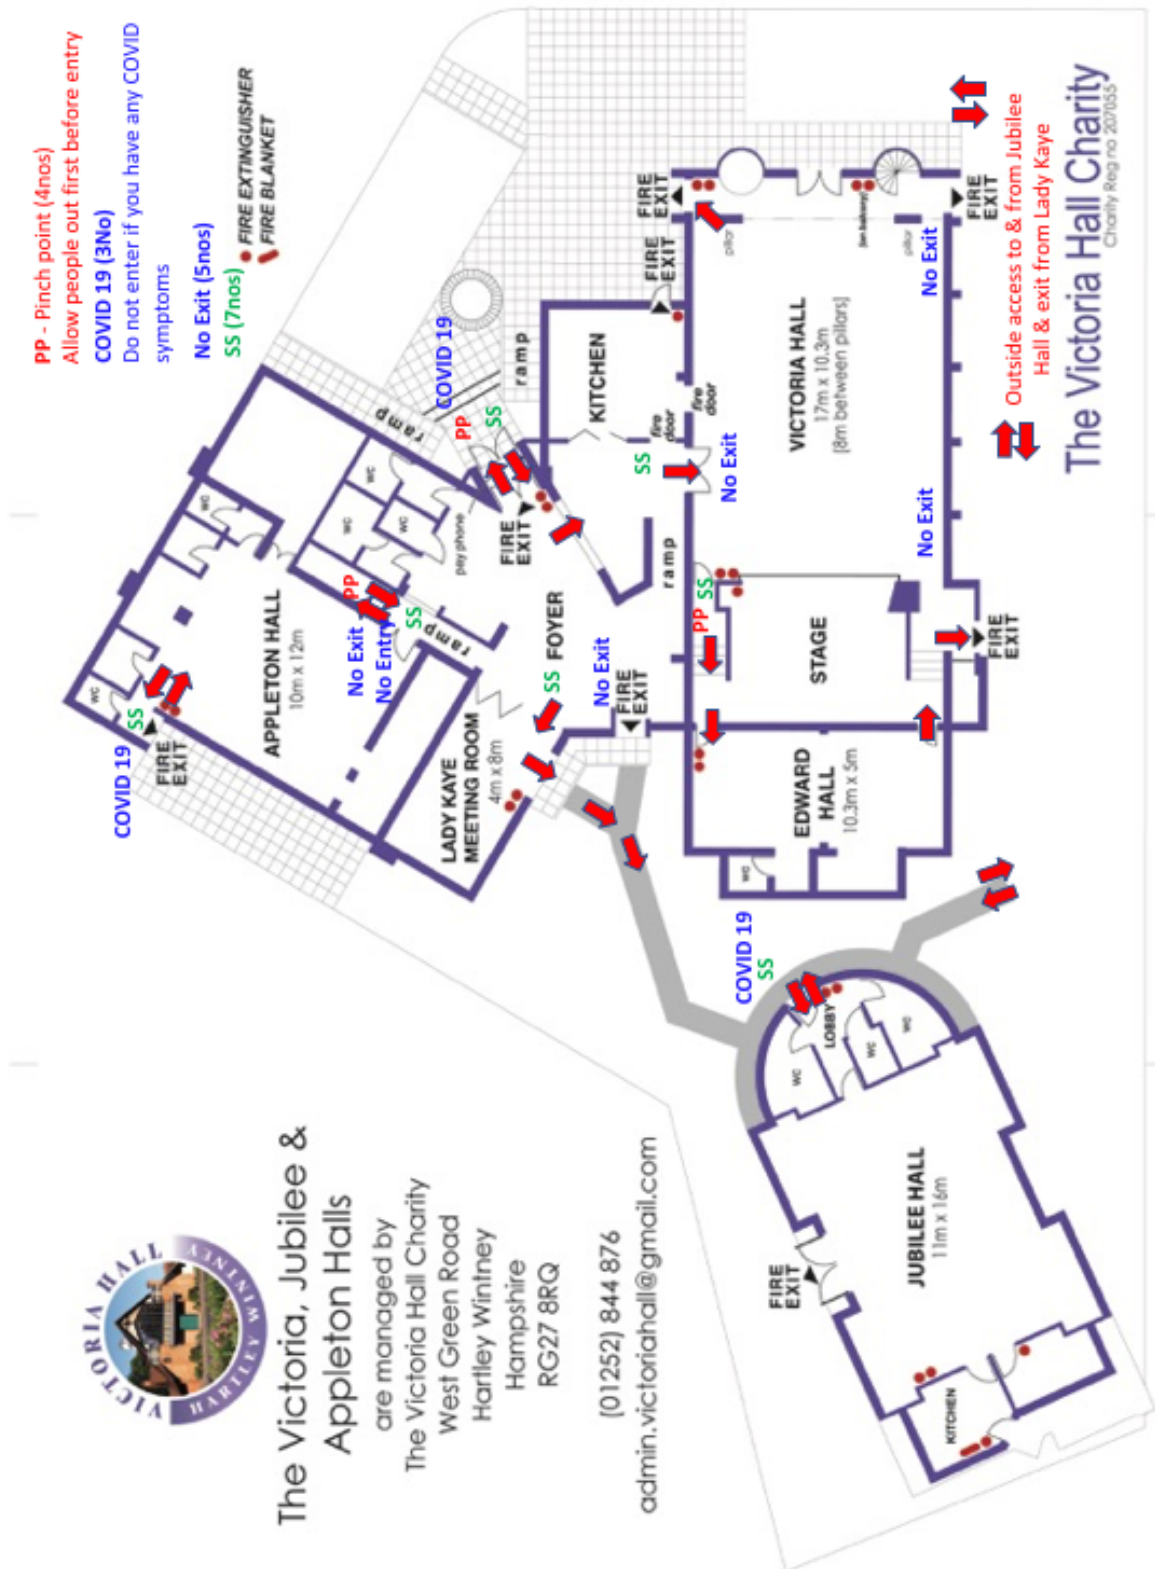 VICTORIA HALL
HARTLEY WINTNEY
The Victoria, Jubilee &
Appleton Halls
are managed by
The Victoria Hall Charity
West Green Road
Hartley Wintney
Hampshire
RG27 8RQ
(01252) 844 876
admin.victoriahall@gmail.com
PP - Pinch point (4nos)
Allow people out first before entry
COVID 19 (3No)
Do not enter if you have any COVID
symptoms
No Exit (5nos)
SS (7nos)
FIRE EXTINGUISHER
FIRE BLANKET
COVID 19
SS
FIRE
EXIT
WC
WC
APPLETON HALL
10m x 12m
No Exit
No Entry
PP
SS
ramp
WC
WC
WC
pay phone
ramp
COVID 19
PP
SS
FIRE
EXIT
ramp
LADY KAYE
MEETING ROOM
4m x 8m
SS
FOYER
No Exit
FIRE
EXIT
KITCHEN
SS
fire
door
fire
door
FIRE
EXIT
FIRE
EXIT
ramp
No Exit
PP
SS
pillar
VICTORIA HALL
17m x 10.3m
[8m between pillars]
pillar
No Exit
No Exit
FIRE
EXIT
STAGE
FIRE
EXIT
EDWARD
HALL
10.3m x 5m
WC
COVID 19
SS
LOBBY
WC
WC
WC
JUBILEE HALL
11m x 16m
FIRE
EXIT
KITCHEN
Outside access to & from Jubilee
Hall & exit from Lady Kaye
The Victoria Hall Charity
Charity Reg no 207055